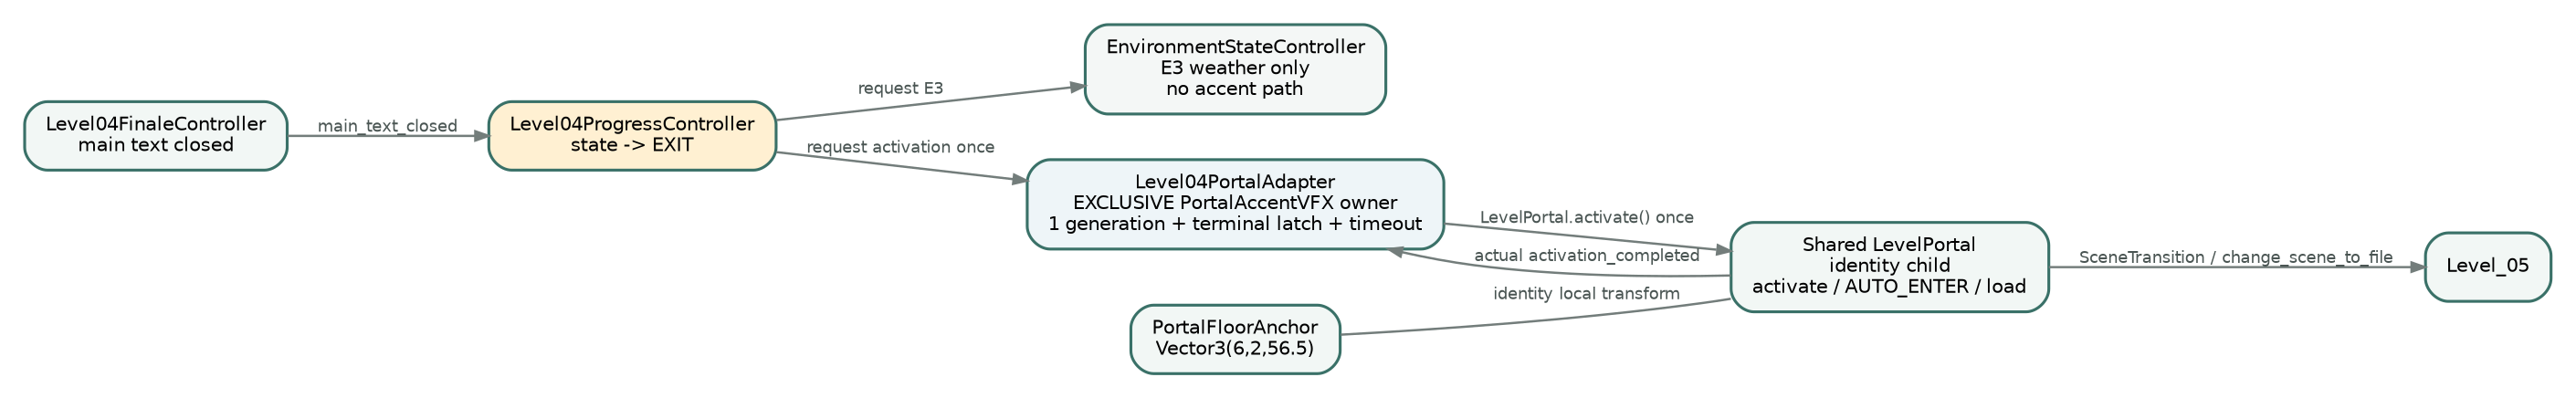 Level04FinaleController
main text closed
main_text_closed
Level04ProgressController
state -> EXIT
request E3
request activation once
EnvironmentStateController
E3 weather only
no accent path
Level04PortalAdapter
EXCLUSIVE PortalAccentVFX owner
1 generation + terminal latch + timeout
PortalFloorAnchor
Vector3(6,2,56.5)
LevelPortal.activate() once
actual activation_completed
identity local transform
Shared LevelPortal
identity child
activate / AUTO_ENTER / load
SceneTransition / change_scene_to_file
Level_05